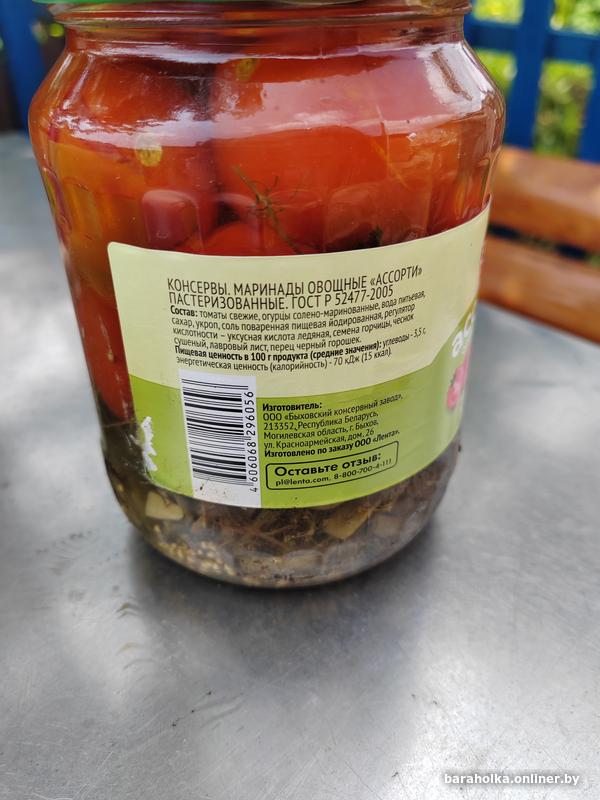 КОНСЕРВЫ. МАРИНАДЫ ОВОЩНЫЕ «АССОРТИ»
ПАСТЕРИЗОВАННЫЕ. ГОСТ Р 52477-2005
Состав: томаты свежие, огурцы солено-маринованные, вода питьевая,
сахар, укроп, соль поваренная пищевая йодированная, регулятор
кислотности – уксусная кислота ледяная, семена горчицы, чеснок
сушеный, лавровый лист, перец черный горошек.
Пищевая ценность в 100 г продукта (средние значения): углеводы - 3,5 г,
энергетическая ценность (калорийность) - 70 кДж (15 ккал).
4 606068 296056
Изготовитель:
ООО «Быховский консервный завод»,
213352, Республика Беларусь,
Могилевская область, г. Быхов,
ул. Красноармейская, дом, 26
Изготовлено по заказу ООО «Лента».
Оставьте отзыв:
pl@lenta.com, 8-800-700-4-111
ас
baraholka.onliner.by